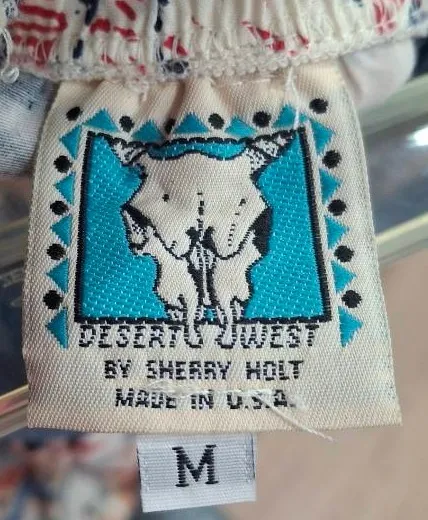 DESERT WEST
BY SHERRY HOLT
MADE IN U.S.A.
M